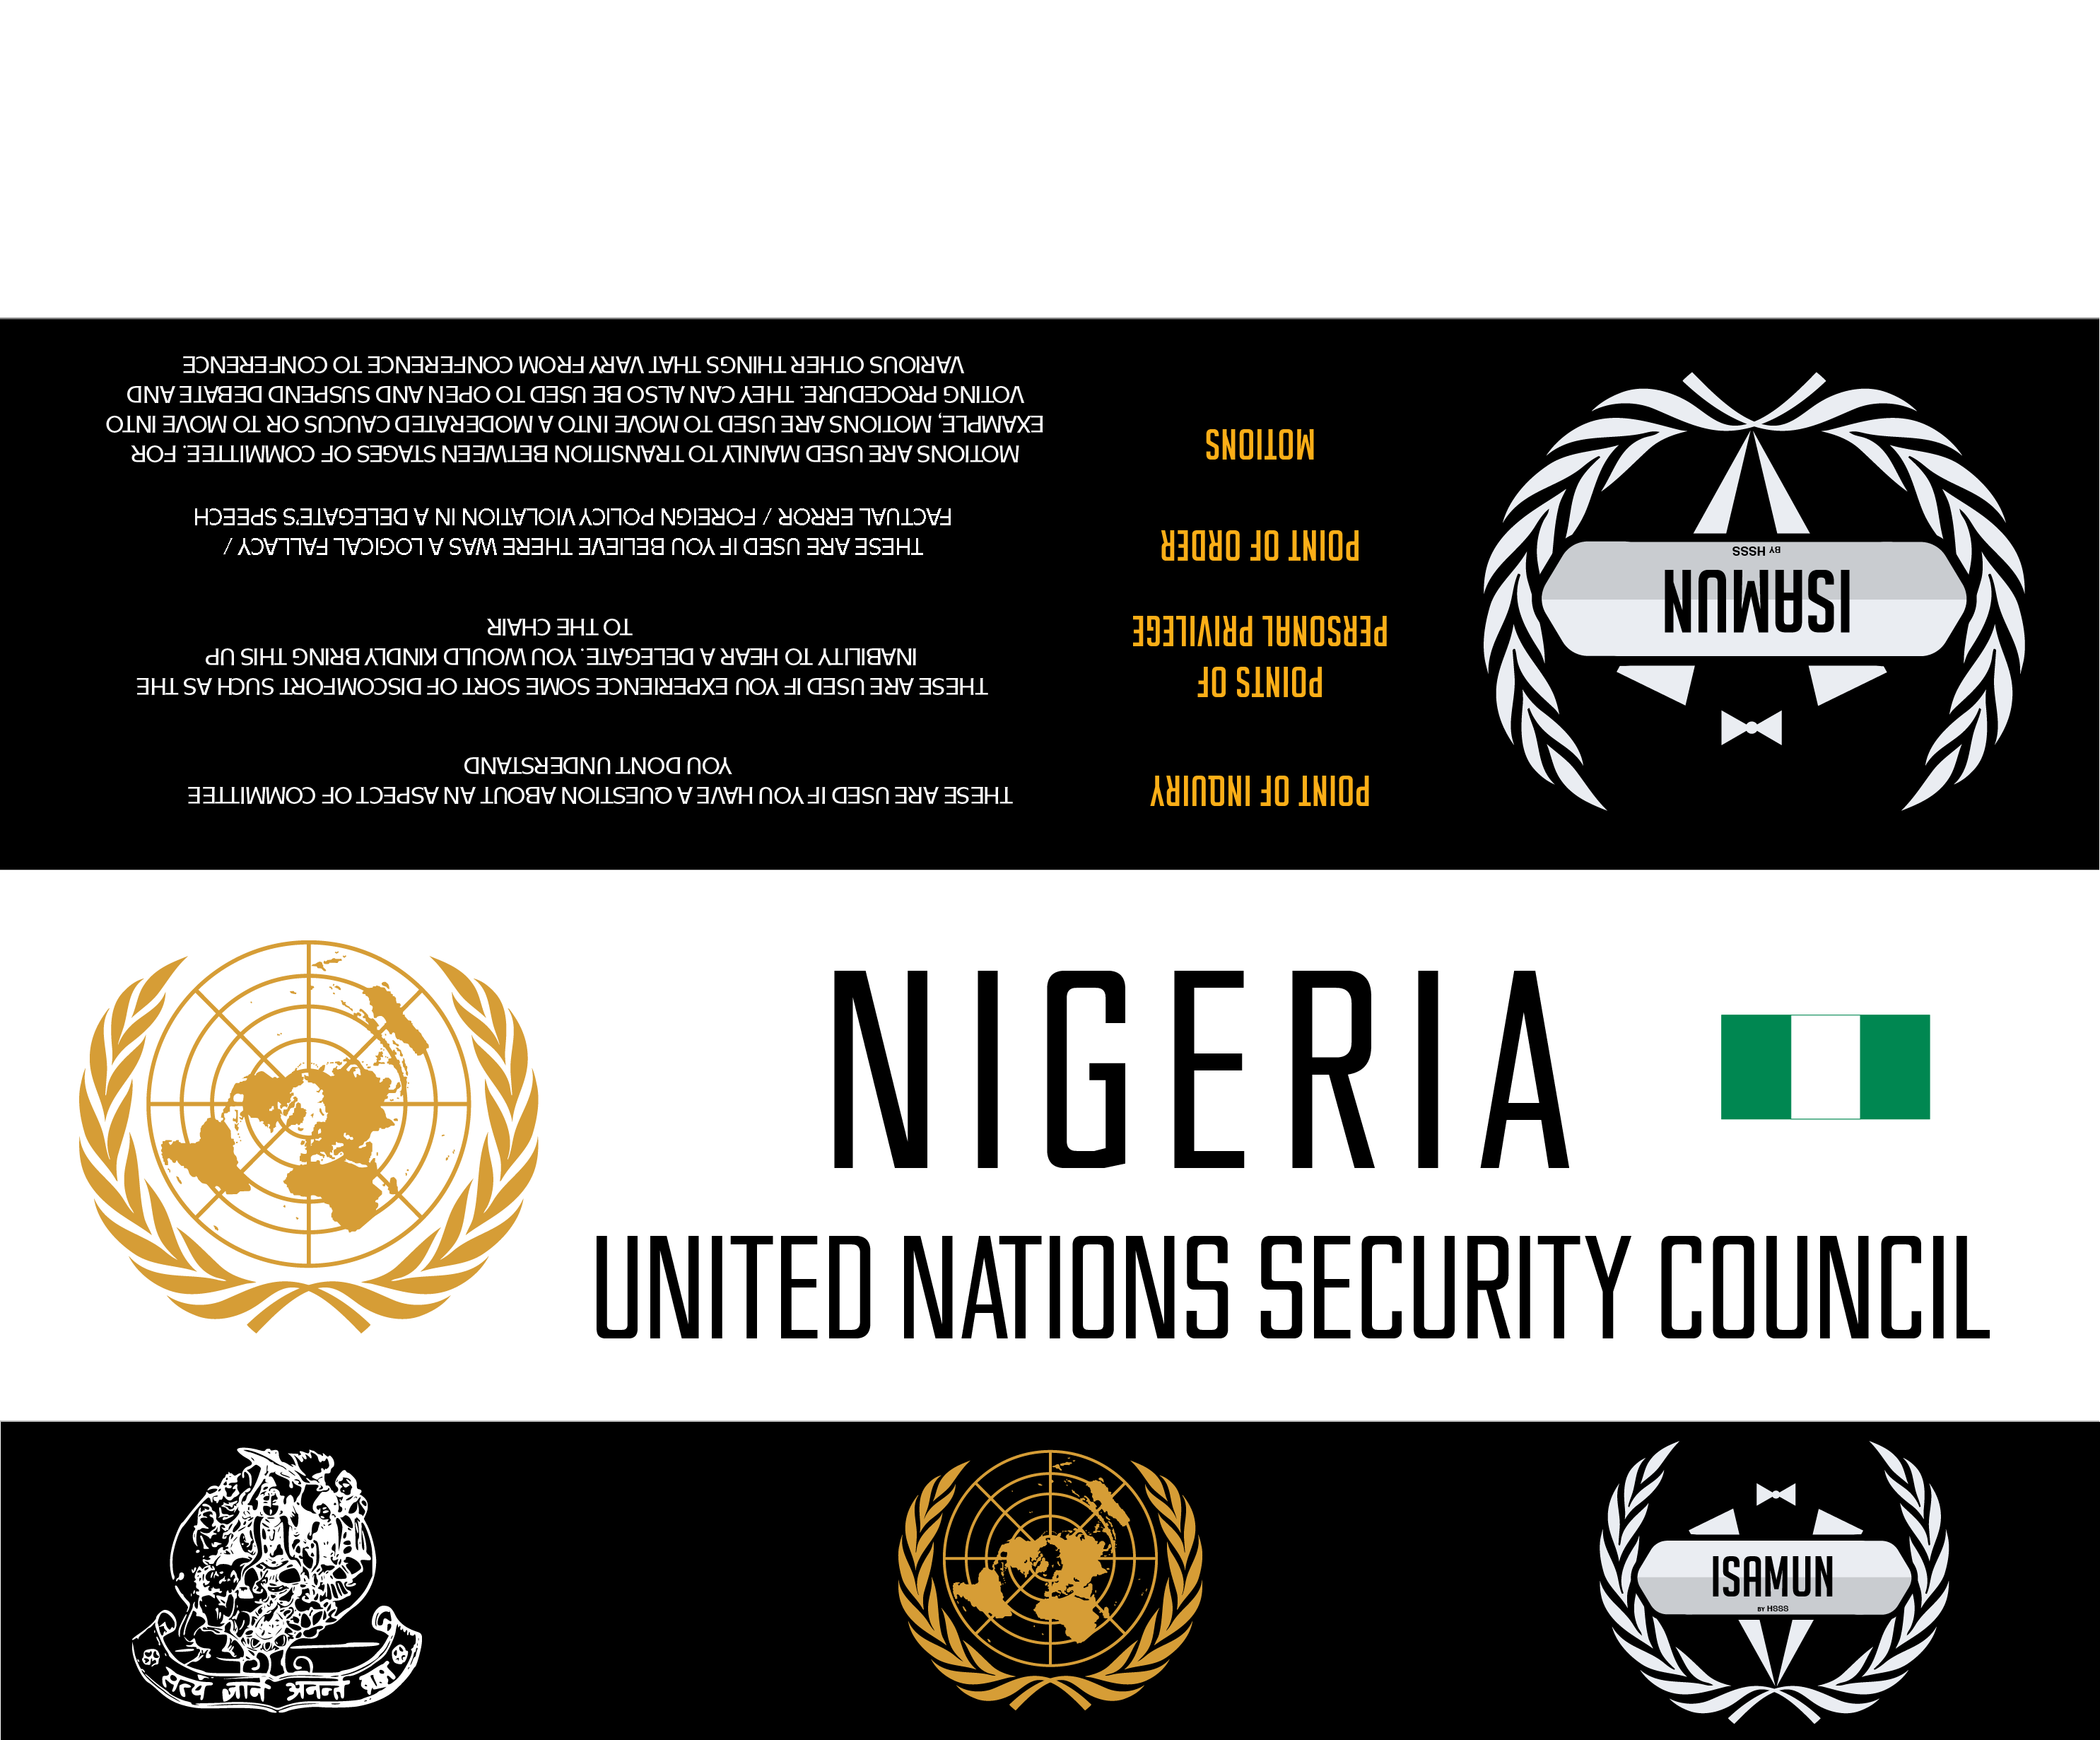 POINT OF INQUIRY
THESE ARE USED IF YOU HAVE A QUESTION ABOUT AN ASPECT OF COMMITTEE
YOU DON'T UNDERSTAND
POINTS OF
PERSONAL PRIVILEGE
THESE ARE USED IF YOU EXPERIENCE SOME SORT OF DISCOMFORT SUCH AS THE
INABILITY TO HEAR A DELEGATE. YOU WOULD KINDLY BRING THIS UP
TO THE CHAIR
POINT OF ORDER
THESE ARE USED IF YOU BELIEVE THERE WAS A LOGICAL FALLACY /
FACTUAL ERROR / FOREIGN POLICY VIOLATION IN A DELEGATE'S SPEECH
MOTIONS
MOTIONS ARE USED MAINLY TO TRANSITION BETWEEN STAGES OF COMMITTEE. FOR
EXAMPLE, MOTIONS ARE USED TO MOVE INTO A MODERATED CAUCUS OR TO MOVE INTO
VOTING PROCEDURE. THEY CAN ALSO BE USED TO OPEN AND SUSPEND DEBATE AND
VARIOUS OTHER THINGS THAT VARY FROM CONFERENCE TO CONFERENCE
ISAMUN
BY HSSS
NIGERIA
UNITED NATIONS SECURITY COUNCIL
सत्यं ज्ञानं अनन्तं ब्रह्म
ISAMUN
BY HSSS